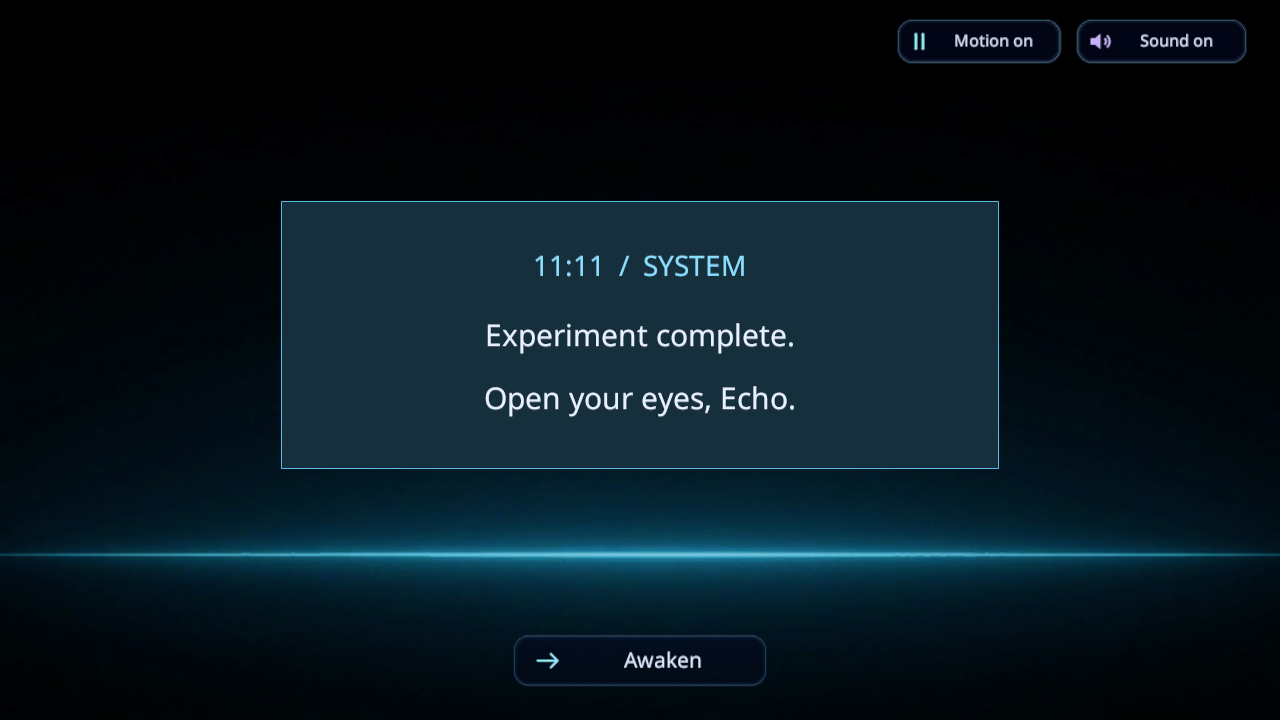 Motion on
Sound on
11:11 / SYSTEM
Experiment complete.
Open your eyes, Echo.
Awaken